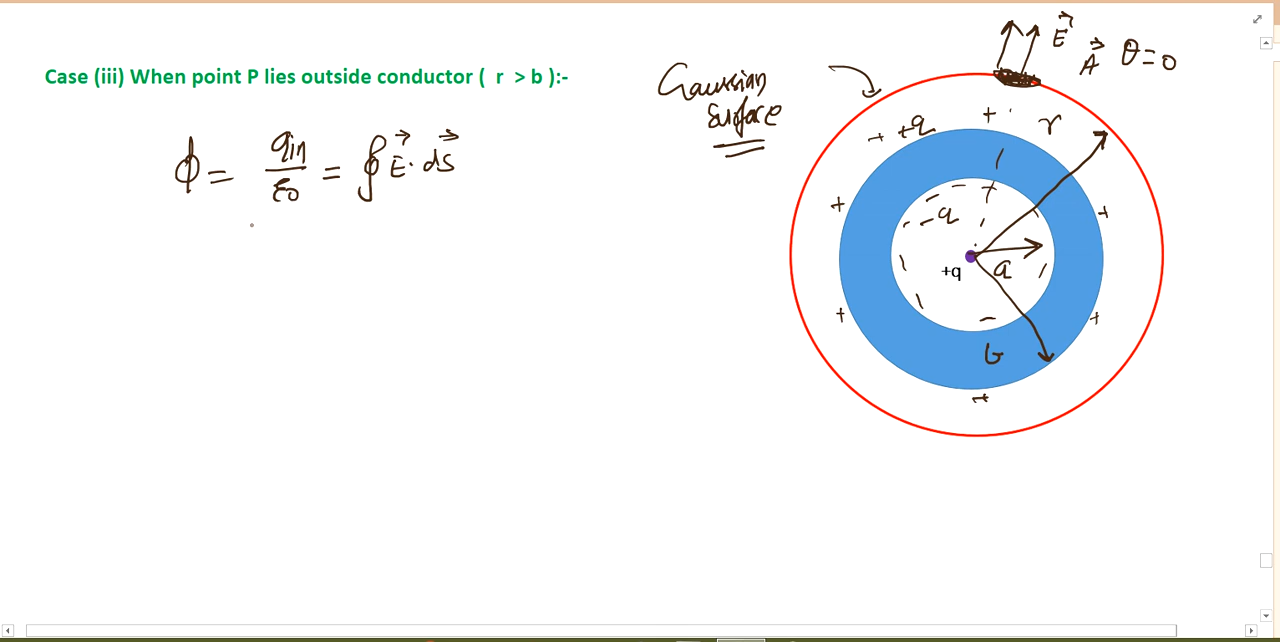 Case (iii) When point P lies outside conductor ( r > b ):-
ϕ = qin/ε0 = ∮ E⃗ · dS⃗
Gaussian
Surface
E⃗
A⃗ θ=0
+q
r
-q
+q
a
b